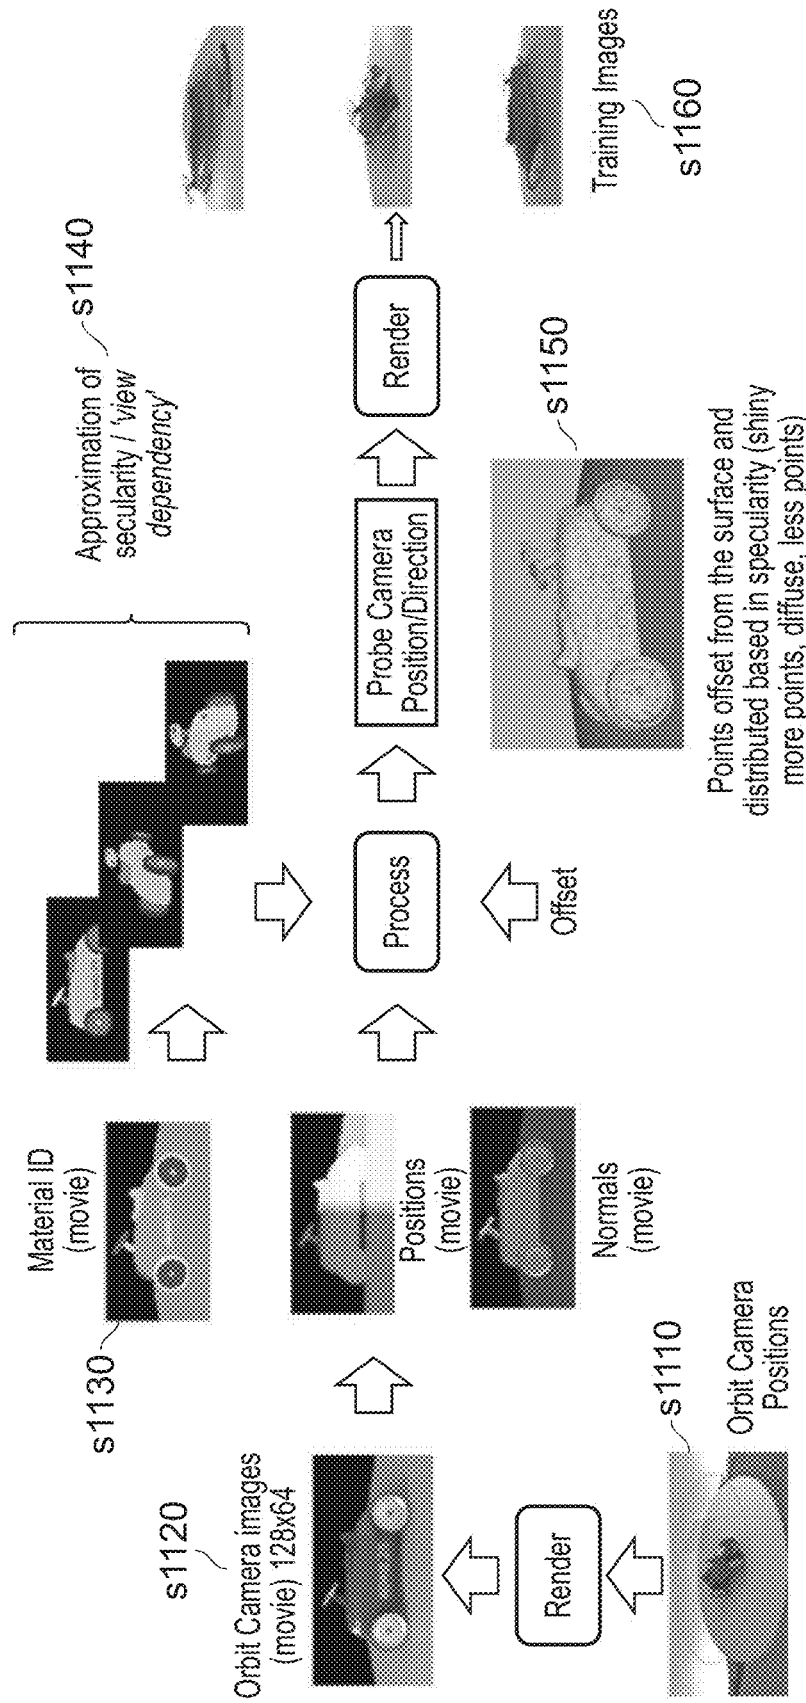 s1110
Orbit Camera
Positions
Render
s1120
Orbit Camera images
(movie) 128x64
s1130
Material ID
(movie)
Positions
(movie)
Normals
(movie)
Approximation of
secularity / 'view
dependency'
s1140
Process
Offset
Probe Camera
Position/Direction
s1150
Points offset from the surface and
distributed based in specularity (shiny
more points, diffuse, less points)
Render
Training Images
s1160